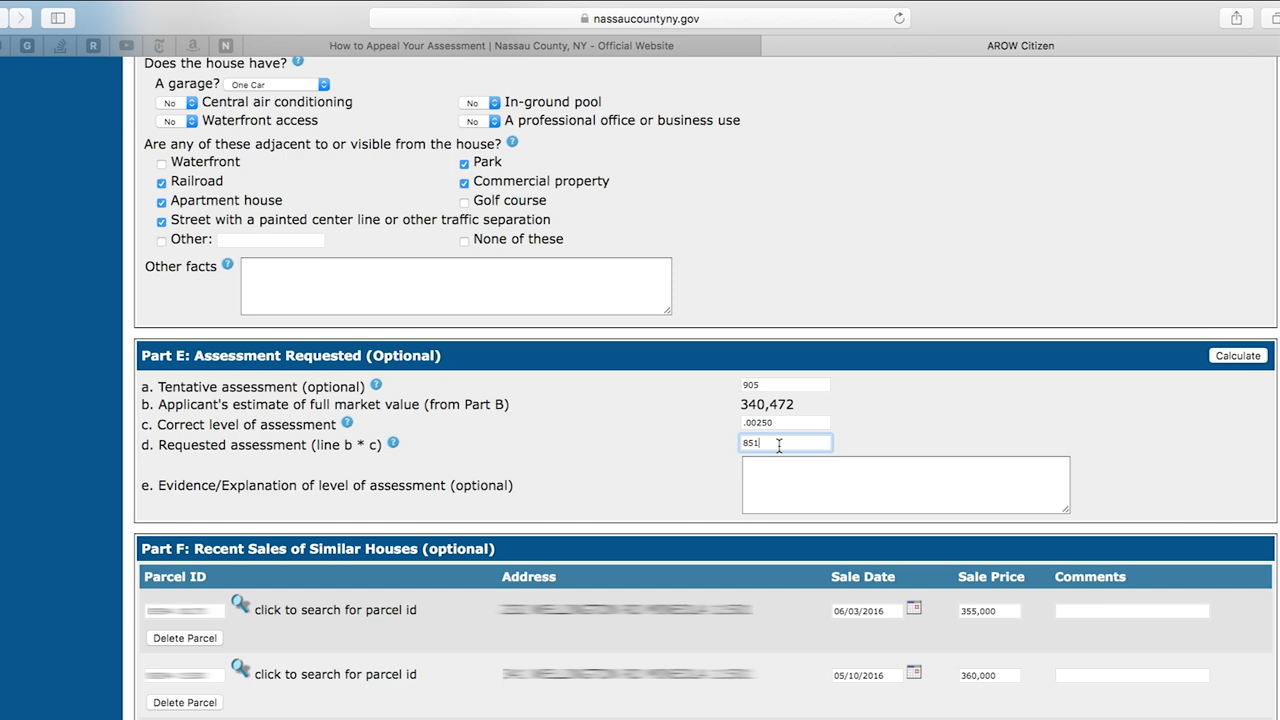 nassaucountyny.gov
G R N
How to Appeal Your Assessment | Nassau County, NY - Official Website
AROW Citizen
Does the house have? ?
A garage? One Car
No Central air conditioning No In-ground pool
No Waterfront access No A professional office or business use
Are any of these adjacent to or visible from the house? ?
Waterfront Park
Railroad Commercial property
Apartment house Golf course
Street with a painted center line or other traffic separation
Other: None of these
Other facts ?
Part E: Assessment Requested (Optional) Calculate
a. Tentative assessment (optional) ? 905
b. Applicant's estimate of full market value (from Part B) 340,472
c. Correct level of assessment ? .00250
d. Requested assessment (line b * c) ? 851
e. Evidence/Explanation of level of assessment (optional)
Part F: Recent Sales of Similar Houses (optional)
Parcel ID Address Sale Date Sale Price Comments
click to search for parcel id 06/03/2016 355,000
Delete Parcel
click to search for parcel id 05/10/2016 360,000
Delete Parcel